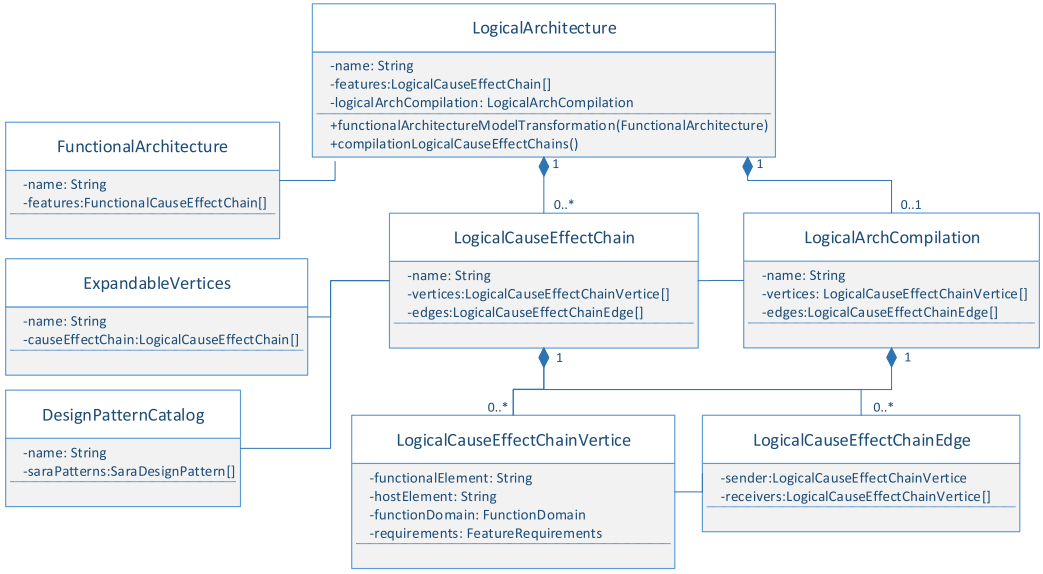 LogicalArchitecture
-name: String
-features:LogicalCauseEffectChain[]
-logicalArchCompilation: LogicalArchCompilation
+functionalArchitectureModelTransformation(FunctionalArchitecture)
+compilationLogicalCauseEffectChains()
FunctionalArchitecture
-name: String
-features:FunctionalCauseEffectChain[]
1
1
0..*
0..1
LogicalCauseEffectChain
-name: String
-vertices:LogicalCauseEffectChainVertice[]
-edges:LogicalCauseEffectChainEdge[]
LogicalArchCompilation
-name: String
-vertices: LogicalCauseEffectChainVertice[]
-edges:LogicalCauseEffectChainEdge[]
ExpandableVertices
-name: String
-causeEffectChain:LogicalCauseEffectChain[]
1
1
0..*
0..*
DesignPatternCatalog
-name: String
-saraPatterns:SaraDesignPattern[]
LogicalCauseEffectChainVertice
-functionalElement: String
-hostElement: String
-functionDomain: FunctionDomain
-requirements: FeatureRequirements
LogicalCauseEffectChainEdge
-sender:LogicalCauseEffectChainVertice
-receivers:LogicalCauseEffectChainVertice[]